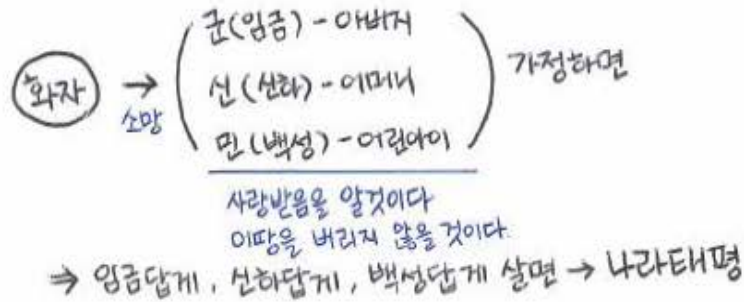 군(임금) - 아버지
화자 → 신(신하) - 어머니 가정하면
소망
민(백성) - 어린아이
사랑받음을 알것이다
이땅을 버리지 않을 것이다.
⇒ 임금답게, 신하답게, 백성답게 살면 → 나라태평